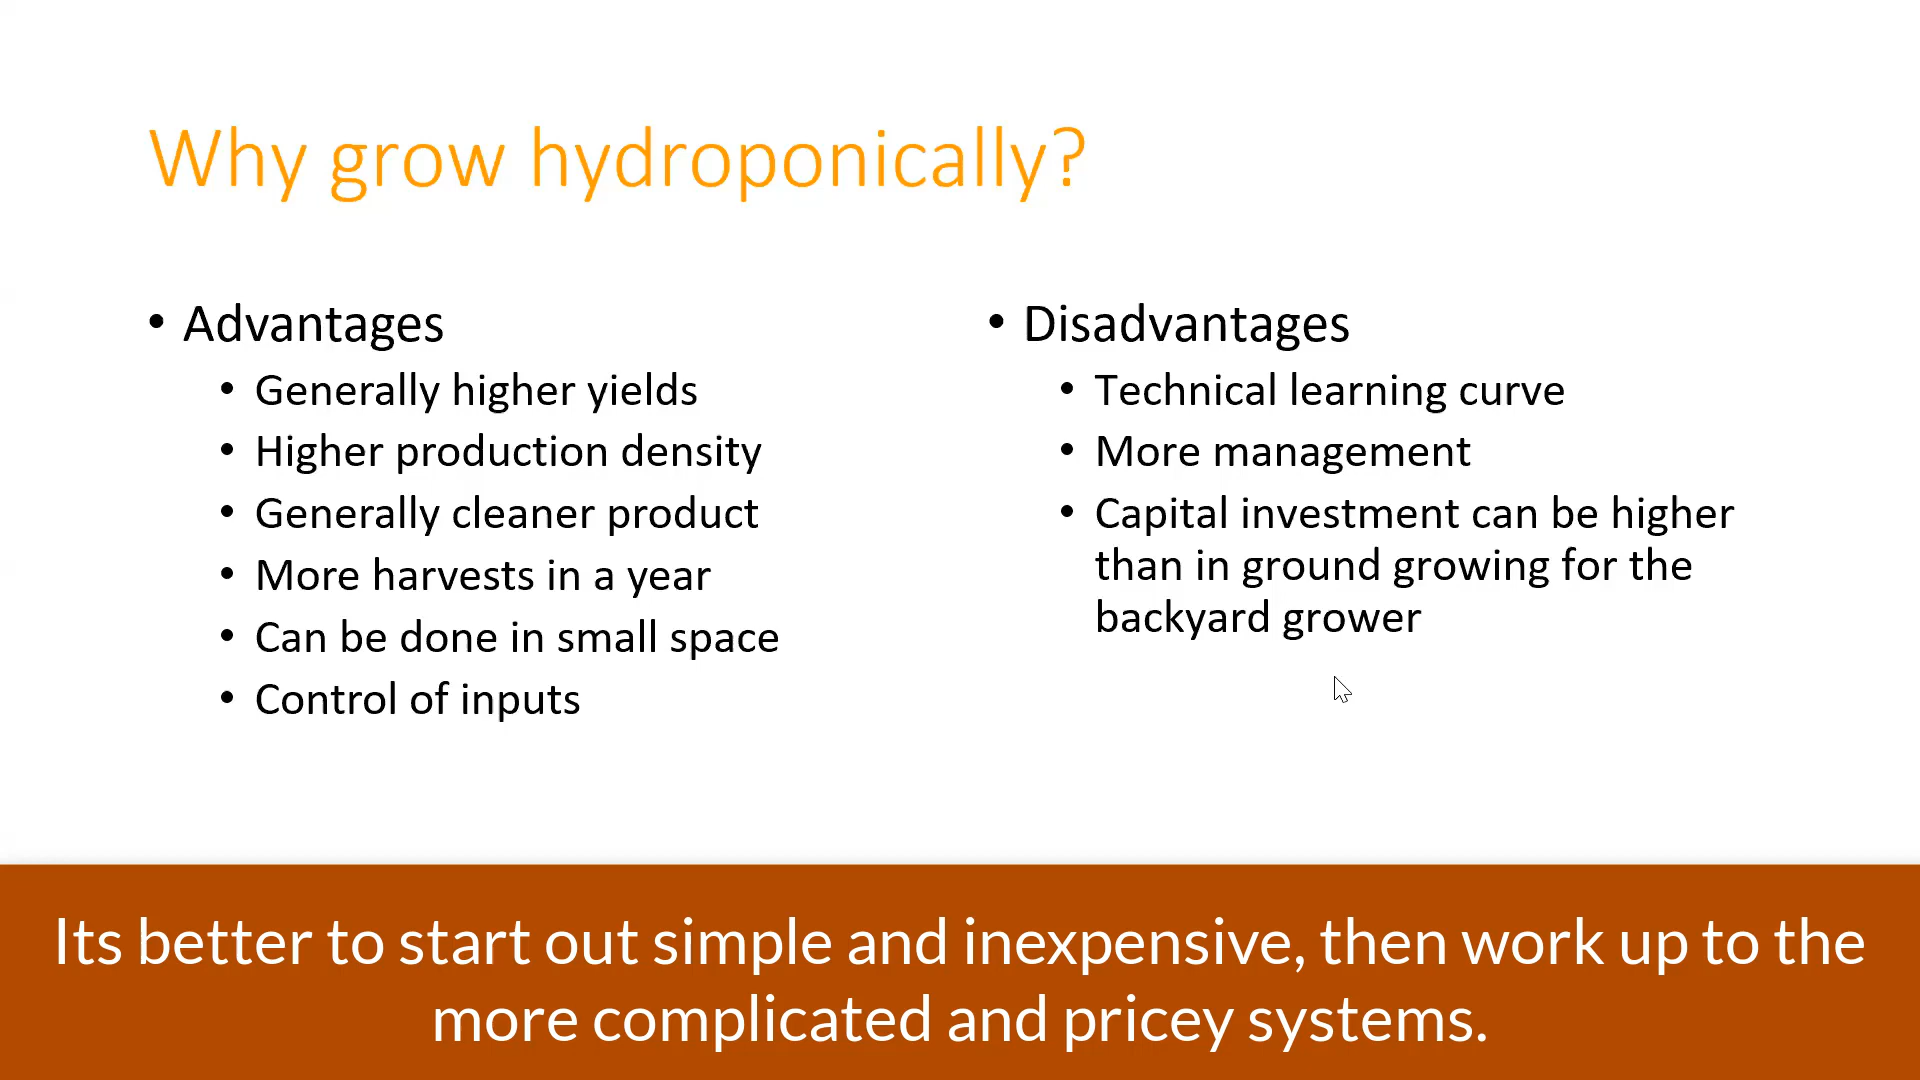 Why grow hydroponically?
• Advantages
• Generally higher yields
• Higher production density
• Generally cleaner product
• More harvests in a year
• Can be done in small space
• Control of inputs
• Disadvantages
• Technical learning curve
• More management
• Capital investment can be higher
than in ground growing for the
backyard grower
Its better to start out simple and inexpensive, then work up to the
more complicated and pricey systems.